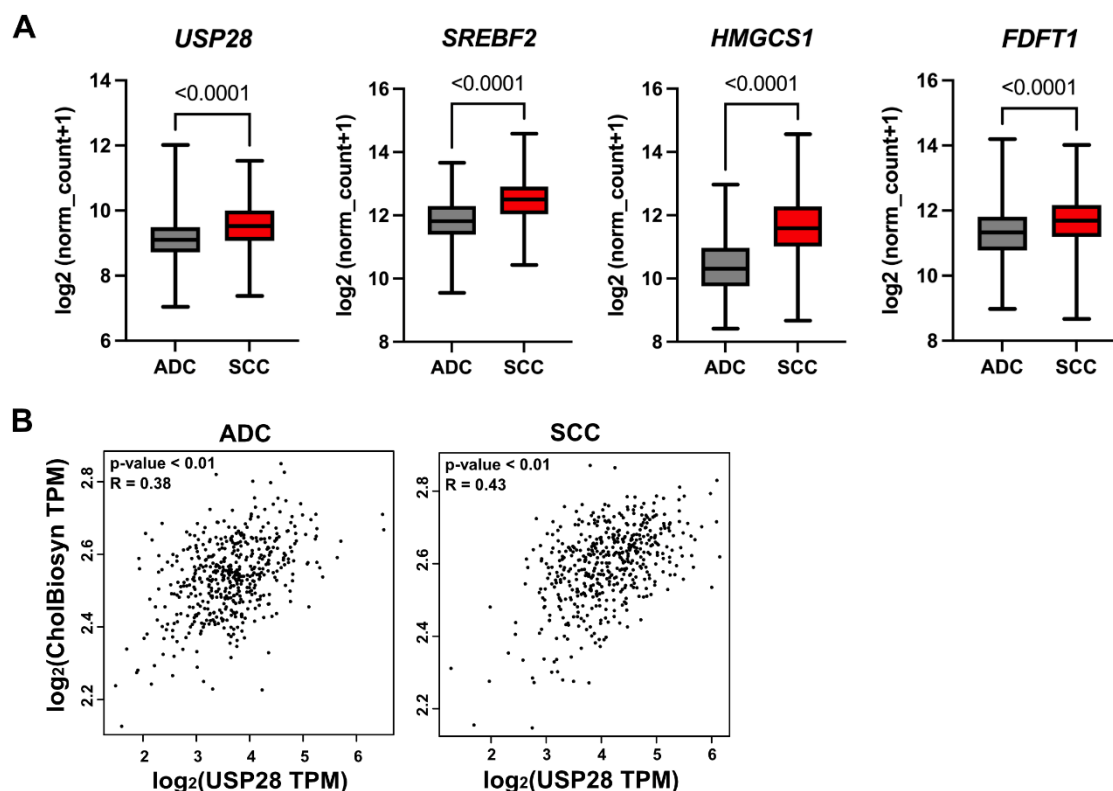 A
USP28
SREBF2
HMGCS1
FDFT1
<0.0001
<0.0001
<0.0001
<0.0001
log2 (norm_count+1)
14
12
10
8
6
ADC
SCC
log2 (norm_count+1)
16
14
12
10
8
ADC
SCC
log2 (norm_count+1)
16
14
12
10
8
ADC
SCC
log2 (norm_count+1)
16
14
12
10
8
ADC
SCC
B
ADC
p-value < 0.01
R = 0.38
log₂(CholBiosyn TPM)
2.8
2.6
2.4
2.2
2 3 4 5 6
log₂(USP28 TPM)
SCC
p-value < 0.01
R = 0.43
2.8
2.6
2.4
2.2
2 3 4 5 6
log₂(USP28 TPM)